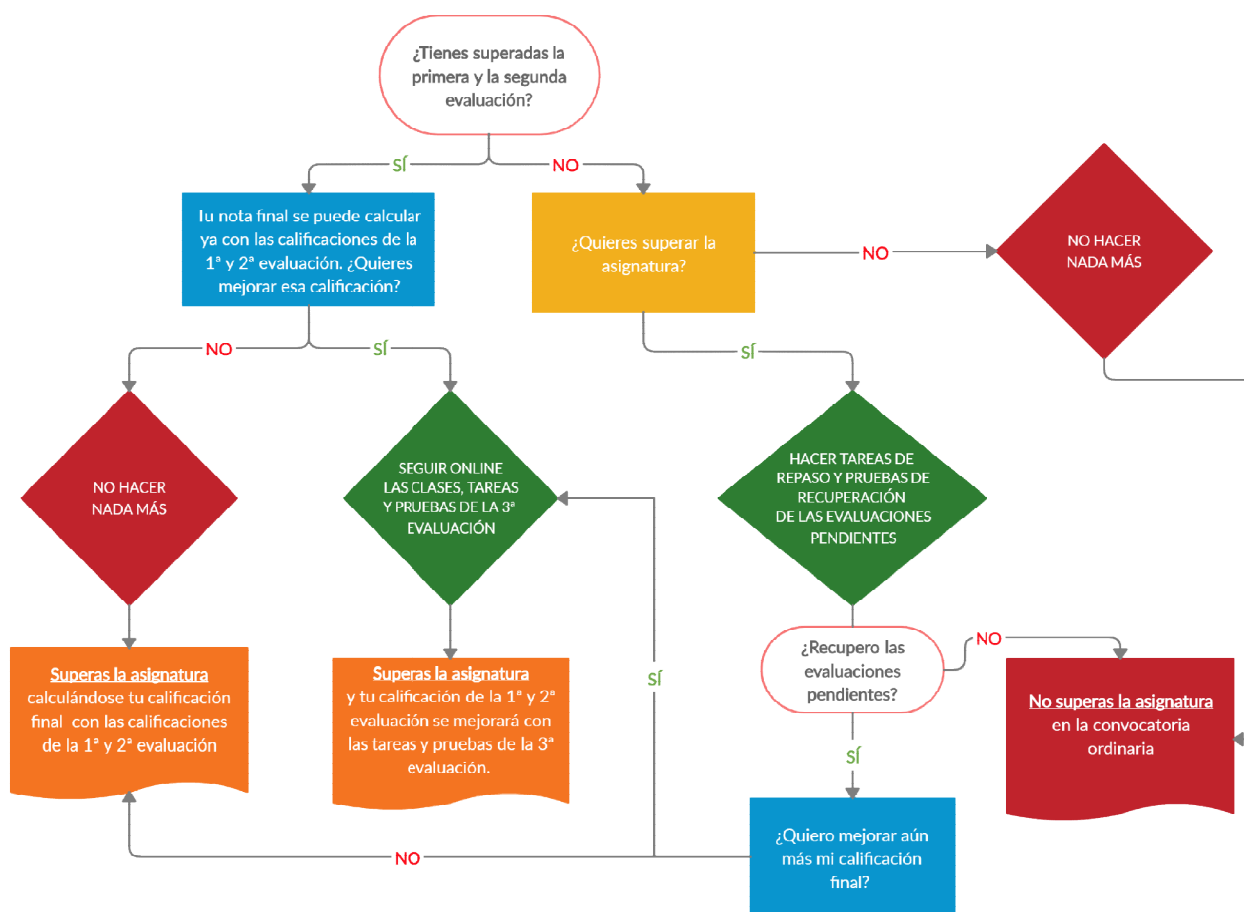 ¿Tienes superadas la
primera y la segunda
evaluación?
SÍ
NO
Tu nota final se puede calcular
ya con las calificaciones de la
1ª y 2ª evaluación. ¿Quieres
mejorar esa calificación?
¿Quieres superar la
asignatura?
NO
NO HACER
NADA MÁS
NO
SÍ
SÍ
NO HACER
NADA MÁS
SEGUIR ONLINE
LAS CLASES, TAREAS
Y PRUEBAS DE LA 3ª
EVALUACIÓN
HACER TAREAS DE
REPASO Y PRUEBAS DE
RECUPERACIÓN
DE LAS EVALUACIONES
PENDIENTES
Superas la asignatura
calculándose tu calificación
final con las calificaciones
de la 1ª y 2ª evaluación
Superas la asignatura
y tu calificación de la 1ª y 2ª
evaluación se mejorará con
las tareas y pruebas de la 3ª
evaluación.
SÍ
¿Recupero las
evaluaciones
pendientes?
NO
No superas la asignatura
en la convocatoria
ordinaria
SÍ
¿Quiero mejorar aún
más mi calificación
final?
NO